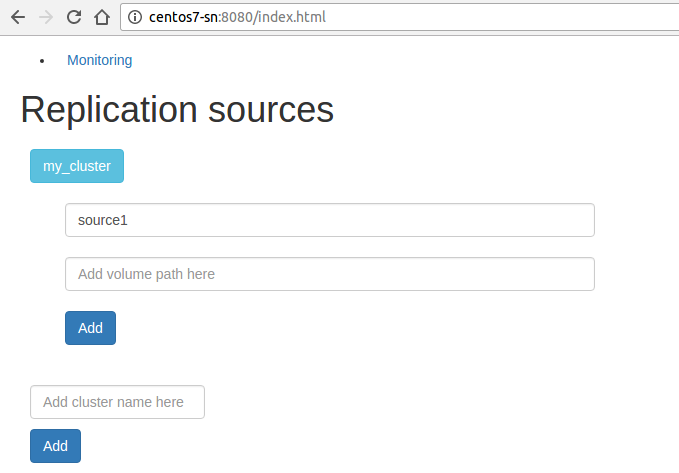 centos7-sn:8080/index.html
Monitoring
Replication sources
my_cluster
source1
Add volume path here
Add
Add cluster name here
Add